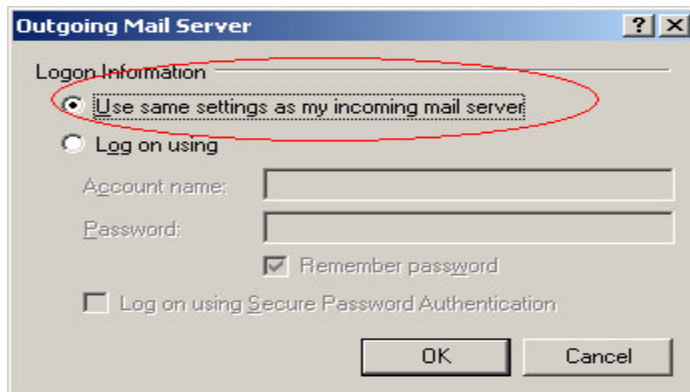 Outgoing Mail Server
Logon Information
Use same settings as my incoming mail server
Log on using
Account name:
Password:
Remember password
Log on using Secure Password Authentication
OK Cancel